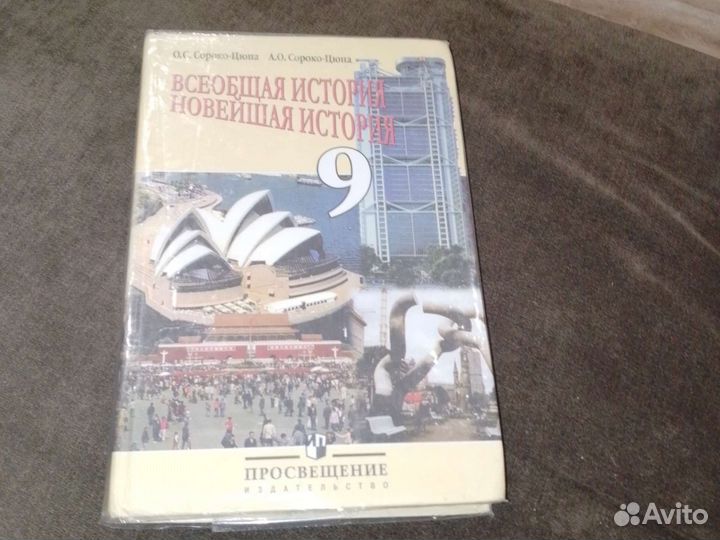 О.С. Сороко-Цюпа А.О. Сороко-Цюпа
ВСЕОБЩАЯ ИСТОРИЯ
НОВЕЙШАЯ ИСТОРИЯ
9
ПРОСВЕЩЕНИЕ
ИЗДАТЕЛЬСТВО
Avito